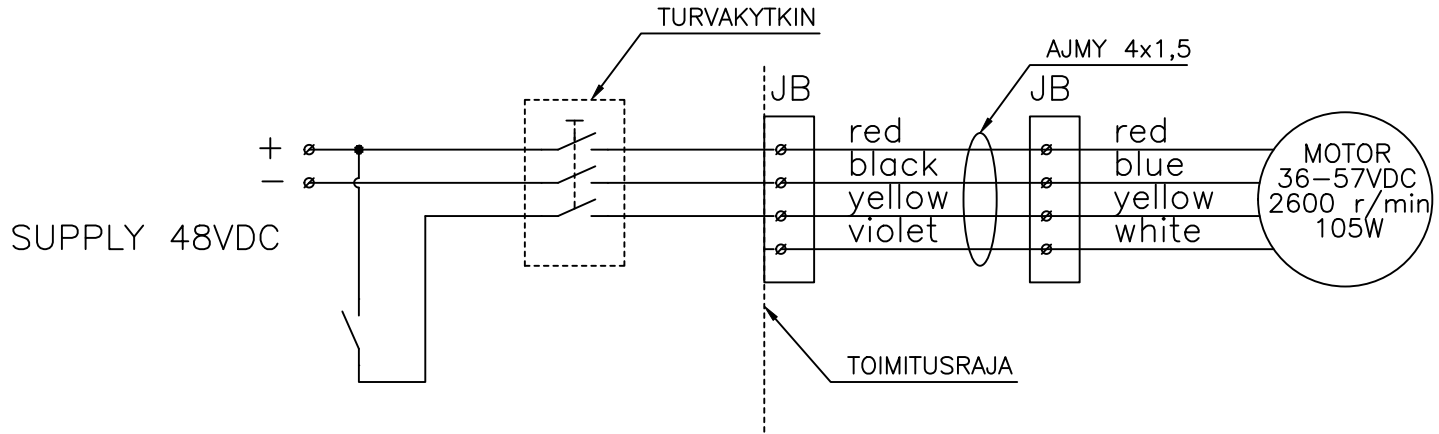 TURVAKYTKIN
AJMY 4x1,5
JB
JB
+
red
red
black
blue
−
yellow
yellow
violet
white
MOTOR
36−57VDC
2600 r/min
105W
SUPPLY 48VDC
TOIMITUSRAJA